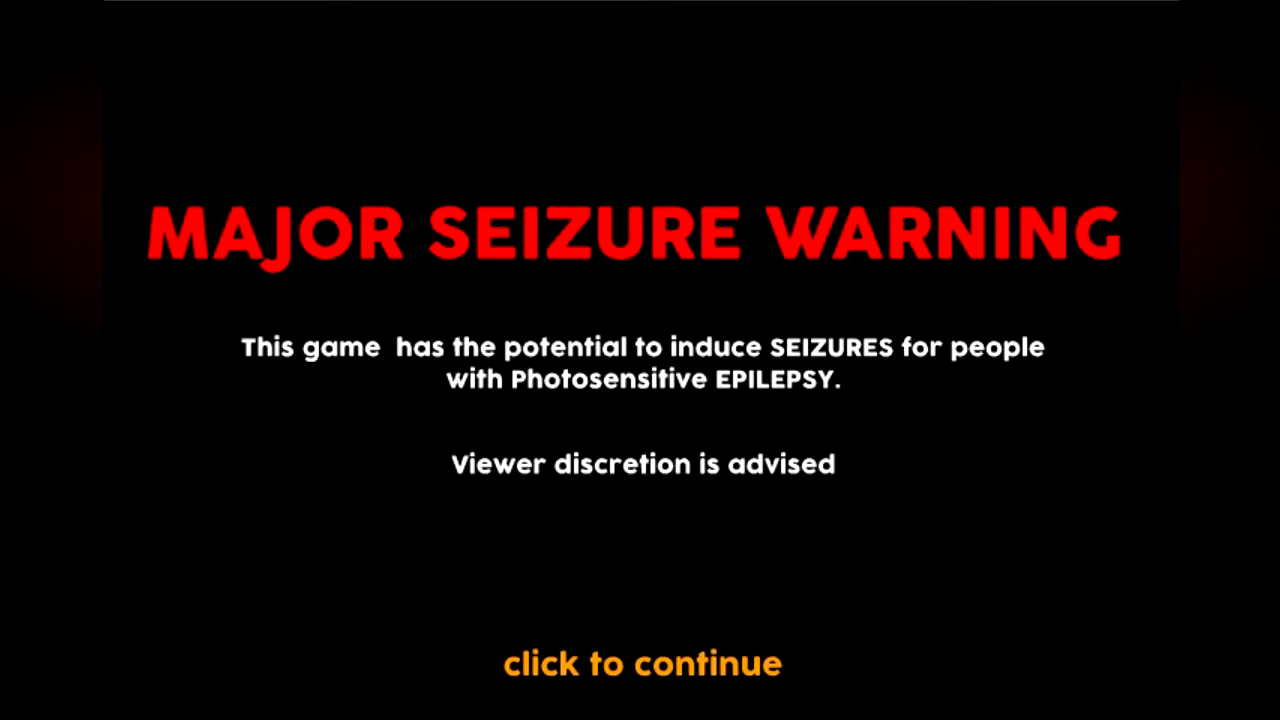 MAJOR SEIZURE WARNING
This game  has the potential to induce SEIZURES for people
with Photosensitive EPILEPSY.
Viewer discretion is advised
click to continue